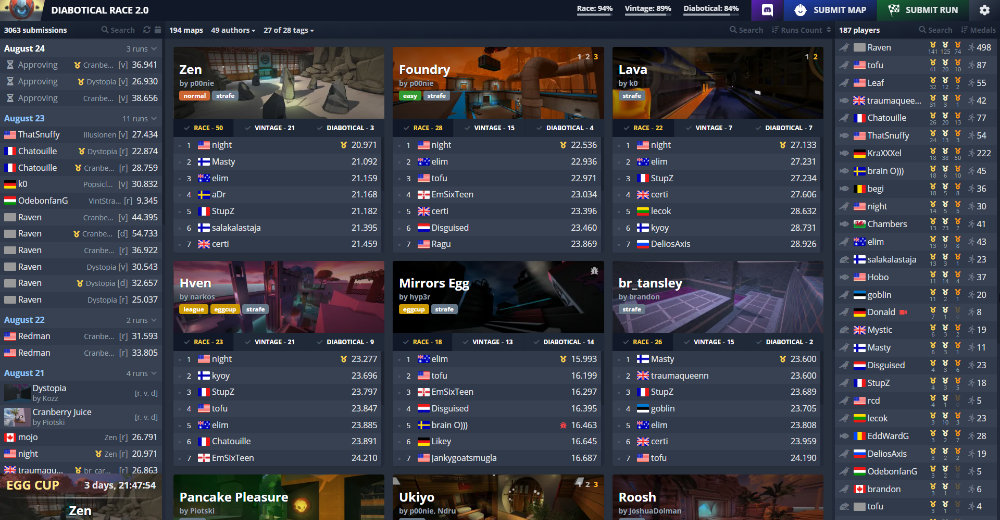 DIABOTICAL RACE 2.0
Race: 94% Vintage: 89% Diabotical: 84%
SUBMIT MAP
SUBMIT RUN
3063 submissions Search
August 24 3 runs
Approving [v] 36.941
Approving Dystopia [v] 26.930
Approving Cranbe... [v] 38.656
August 23 11 runs
ThatSnuffy Illusionen [v] 27.434
Chatouille Dystopia [r] 22.874
Chatouille Cranbe... [r] 28.759
k0 Popsicl... [v] 30.832
OdebonfanG VintStra... [r] 9.345
Raven Cranbe... [v] 44.395
Raven Cranbe... [d] 54.733
Raven Cranbe... [r] 36.922
Raven Dystopia [v] 30.543
Raven Dystopia [d] 32.657
Raven Dystopia [r] 25.037
August 22 2 runs
Redman Cranbe... [r] 31.593
Redman Cranbe... [r] 33.805
August 21 4 runs
Dystopia [r, v, d]
by Kozz
Cranberry Juice [r, v, d]
by Piotski
mojo Zen [r] 26.791
night Zen [r] 20.971
traumaqu... br_car... [r] 26.863
EGG CUP 3 days, 21:47:54
Zen
194 maps 49 authors 27 of 28 tags Search Runs Count
Zen
by p00nie
normal strafe
RACE - 50 VINTAGE - 21 DIABOTICAL - 3
1 night 20.971
2 Masty 21.092
3 elim 21.159
4 aDr 21.168
5 StupZ 21.182
6 salakalastaja 21.395
7 certi 21.459
Foundry 1 2 3
by p00nie
easy strafe
RACE - 28 VINTAGE - 15 DIABOTICAL - 4
1 night 22.536
2 elim 22.936
3 tofu 22.971
4 EmSixTeen 23.034
5 certi 23.396
6 Disguised 23.460
7 Ragu 23.869
Lava 1 2
by k0
strafe
RACE - 22 VINTAGE - 7 DIABOTICAL - 7
1 night 27.133
2 elim 27.231
3 StupZ 27.234
4 certi 27.606
5 lecok 28.632
6 kyoy 28.731
7 DeliosAxis 28.926
Hven
by narkos
league eggcup strafe
RACE - 23 VINTAGE - 21 DIABOTICAL - 9
1 night 23.277
2 kyoy 23.696
3 StupZ 23.797
4 tofu 23.847
5 elim 23.885
6 Chatouille 23.891
7 EmSixTeen 24.210
Mirrors Egg
by hyp3r
eggcup strafe
RACE - 18 VINTAGE - 13 DIABOTICAL - 14
1 elim 15.993
2 tofu 16.199
3 EmSixTeen 16.297
4 Disguised 16.395
5 brain O))) 16.463
6 Likey 16.645
7 jankygoatsmugla 16.687
br_tansley
by brandon
strafe
RACE - 26 VINTAGE - 15 DIABOTICAL - 2
1 Masty 23.600
2 traumaqueenn 23.600
3 StupZ 23.689
4 goblin 23.705
5 elim 23.808
6 certi 23.959
7 tofu 24.190
Pancake Pleasure
by Piotski
Ukiyo 2 3
by p00nie, Ndru
Roosh
by JoshuaDolman
187 players Search Medals
Raven 498
tofu 87
Leaf 55
traumaquee... 42
Chatouille 77
ThatSnuffy 54
KraXXXel 222
brain O))) 45
begi 36
night 30
Chambers 41
elim 43
salakalastaja 23
Hobo 37
goblin 20
Donald 8
Mystic 19
Masty 11
Disguised 23
StupZ 18
rcd 5
lecok 23
EddWardG 28
DeliosAxis 19
OdebonfanG 5
brandon 6
tofu 4